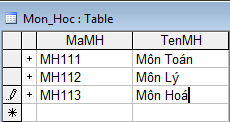 Mon_Hoc : Table
MaMH TenMH
+ MH111 Môn Toán
+ MH112 Môn Lý
+ MH113 Môn Hoá